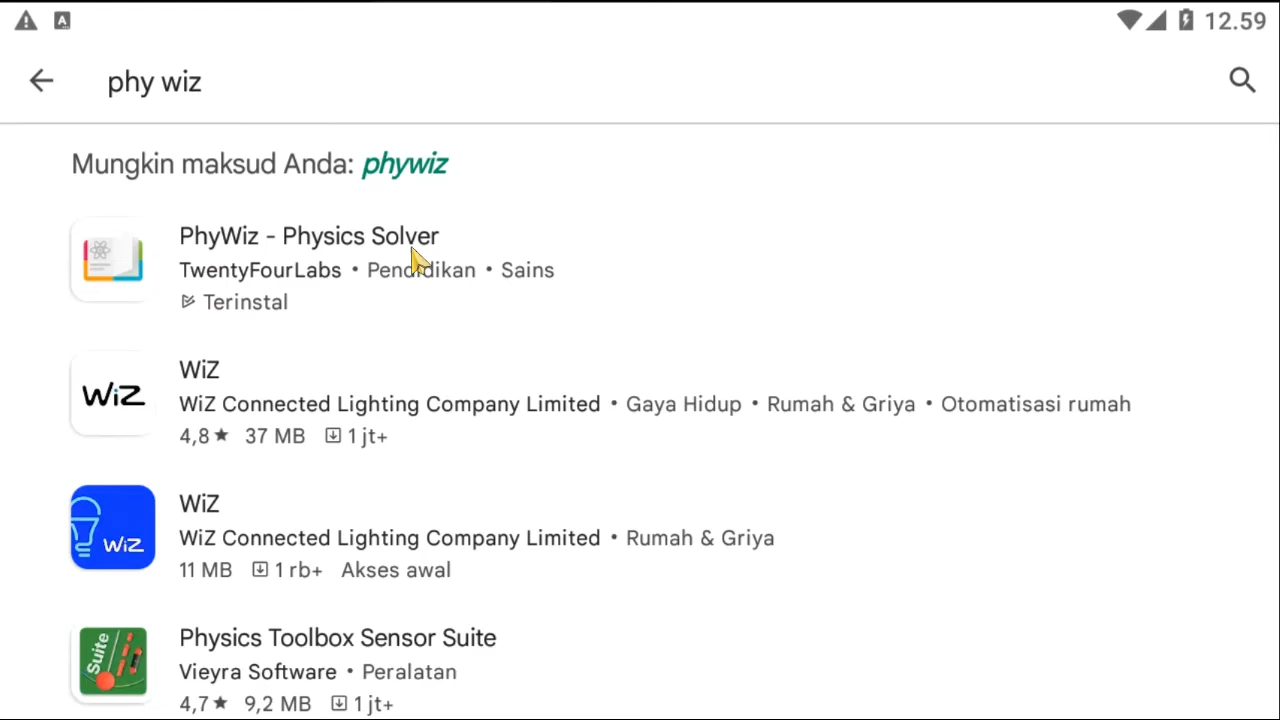 A
12.59
phy wiz
Mungkin maksud Anda: phywiz
PhyWiz - Physics Solver
TwentyFourLabs • Pendidikan • Sains
Terinstal
WiZ
WiZ
WiZ Connected Lighting Company Limited • Gaya Hidup • Rumah & Griya • Otomatisasi rumah
4,8★ 37 MB 1 jt+
WiZ
WiZ
WiZ Connected Lighting Company Limited • Rumah & Griya
11 MB 1 rb+ Akses awal
Suite
Physics Toolbox Sensor Suite
Vieyra Software • Peralatan
4,7★ 9,2 MB 1 jt+